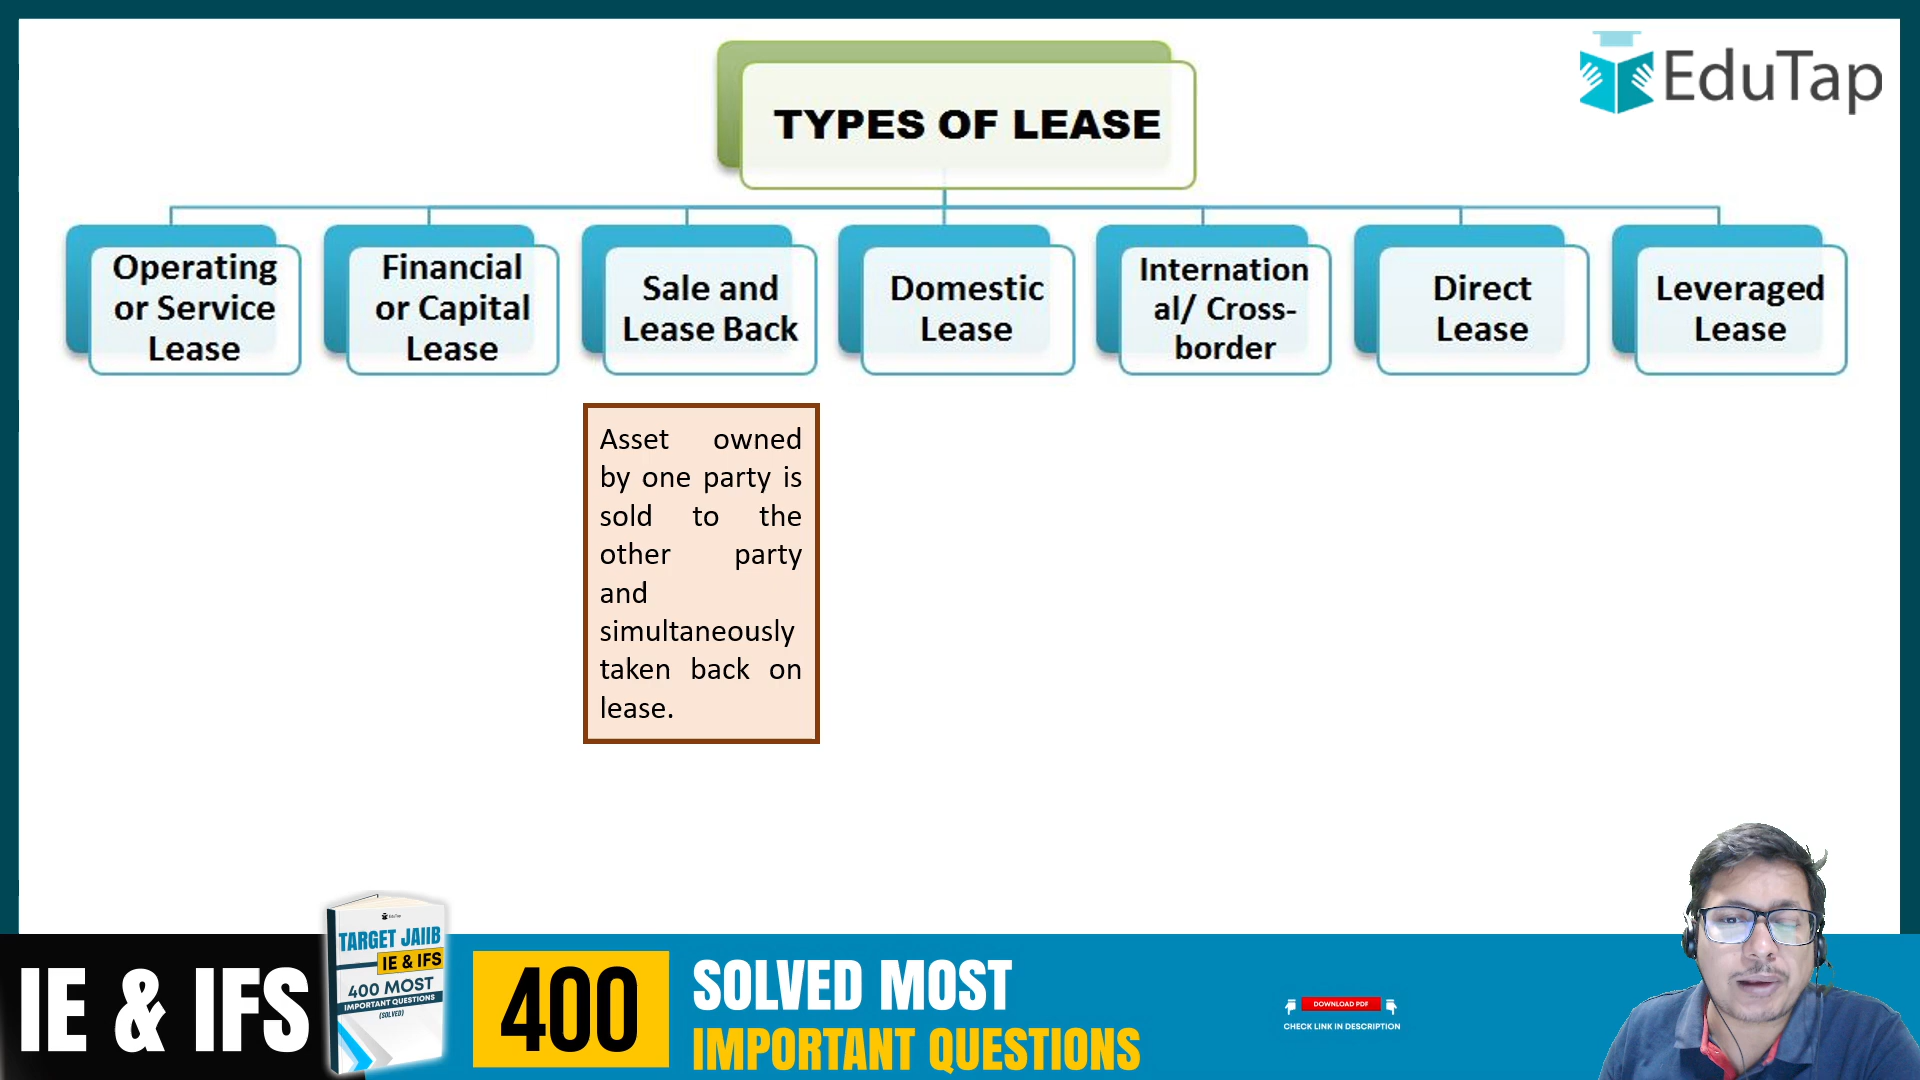 EduTap
TYPES OF LEASE
Operating
or Service
Lease
Financial
or Capital
Lease
Sale and
Lease Back
Domestic
Lease
Internation
al/ Cross-
border
Direct
Lease
Leveraged
Lease
Asset owned
by one party is
sold to the
other party
and
simultaneously
taken back on
lease.
IE & IFS
EduTap
TARGET JAIIB
IE & IFS
400 MOST
IMPORTANT QUESTIONS
(SOLVED)
400
SOLVED MOST
IMPORTANT QUESTIONS
DOWNLOAD PDF
CHECK LINK IN DESCRIPTION